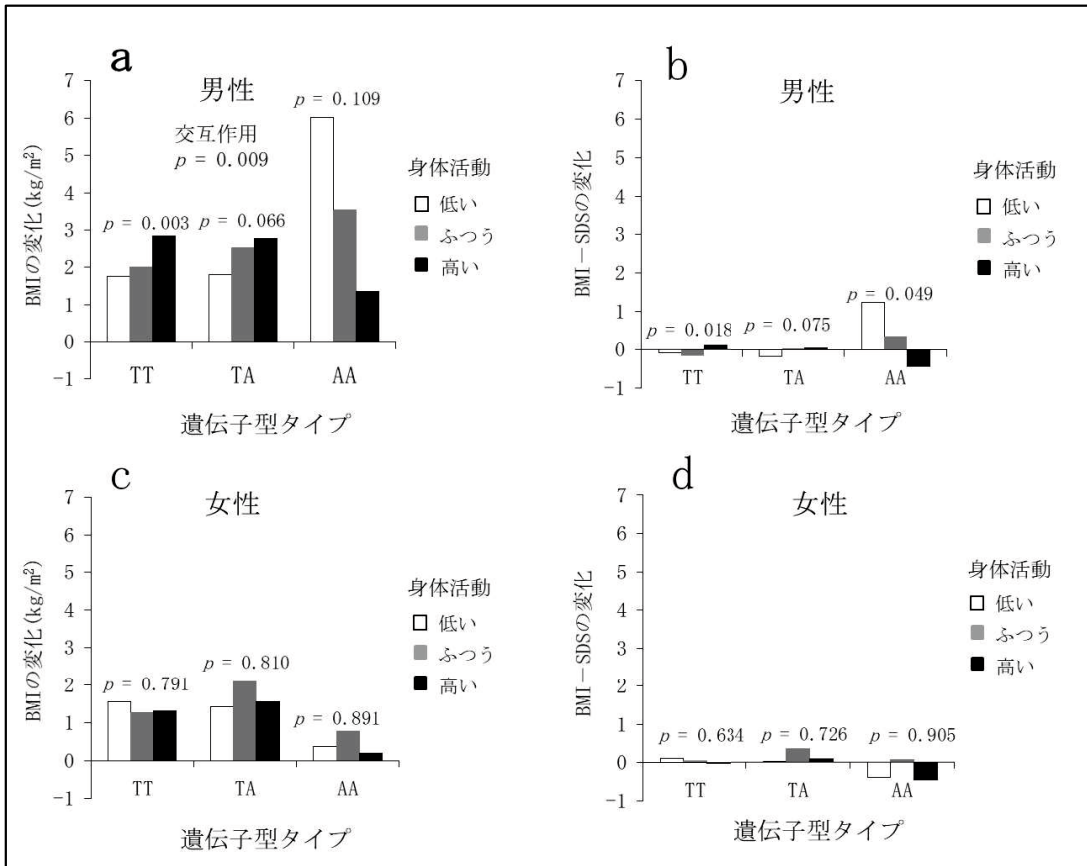 a
男性
交互作用
p = 0.009
p = 0.003
p = 0.066
p = 0.109
BMIの変化(kg/m²)
7
6
5
4
3
2
1
0
-1
TT
TA
AA
遺伝子型タイプ
身体活動
低い
ふつう
高い
b
男性
p = 0.018
p = 0.075
p = 0.049
BMI－SDSの変化
7
6
5
4
3
2
1
0
-1
TT
TA
AA
遺伝子型タイプ
身体活動
低い
ふつう
高い
c
女性
p = 0.791
p = 0.810
p = 0.891
BMIの変化(kg/m²)
7
6
5
4
3
2
1
0
-1
TT
TA
AA
遺伝子型タイプ
身体活動
低い
ふつう
高い
d
女性
p = 0.634
p = 0.726
p = 0.905
BMI－SDSの変化
7
6
5
4
3
2
1
0
-1
TT
TA
AA
遺伝子型タイプ
身体活動
低い
ふつう
高い